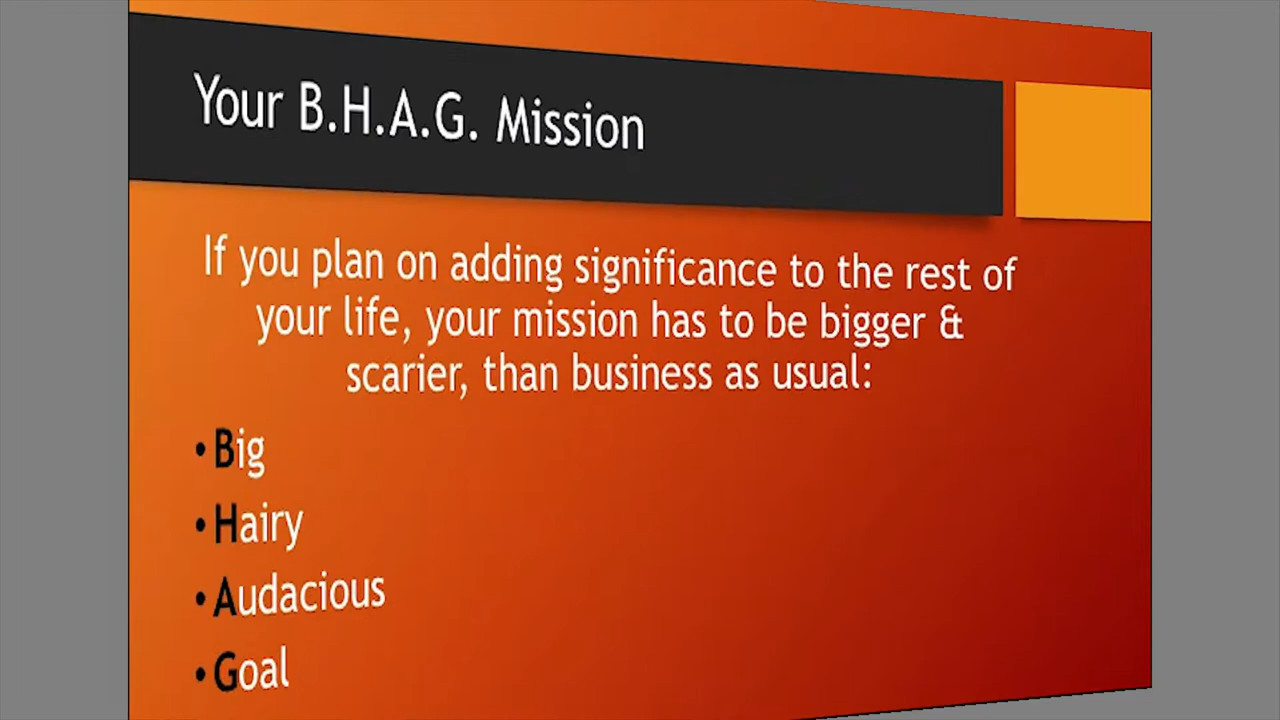 Your B.H.A.G. Mission
If you plan on adding significance to the rest of
your life, your mission has to be bigger &
scarier, than business as usual:
• Big
• Hairy
• Audacious
• Goal